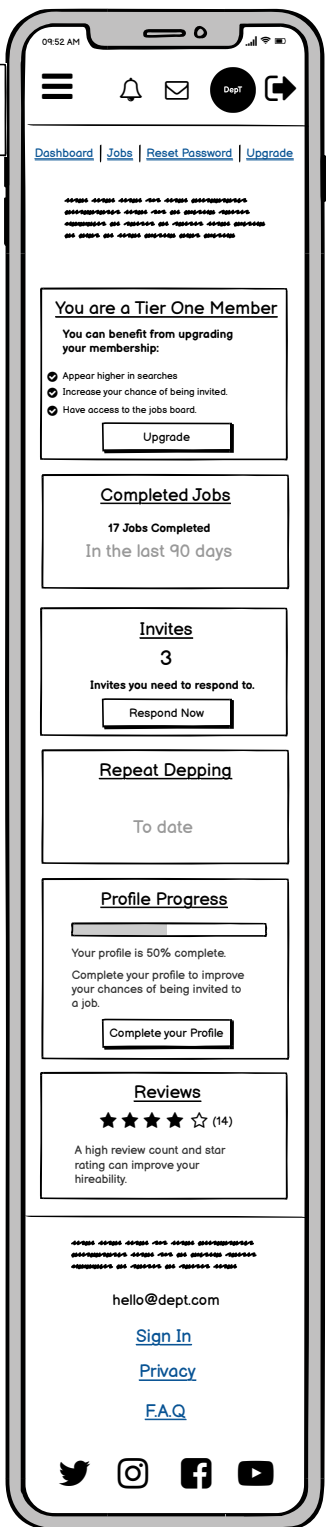 09:52 AM
DepT
Dashboard | Jobs | Reset Password | Upgrade
You are a Tier One Member
You can benefit from upgrading
your membership:
Appear higher in searches
Increase your chance of being invited.
Have access to the jobs board.
Upgrade
Completed Jobs
17 Jobs Completed
In the last 90 days
Invites
3
Invites you need to respond to.
Respond Now
Repeat Depping
To date
Profile Progress
Your profile is 50% complete.
Complete your profile to improve
your chances of being invited to
a job.
Complete your Profile
Reviews
(14)
A high review count and star
rating can improve your
hireability.
hello@dept.com
Sign In
Privacy
F.A.Q